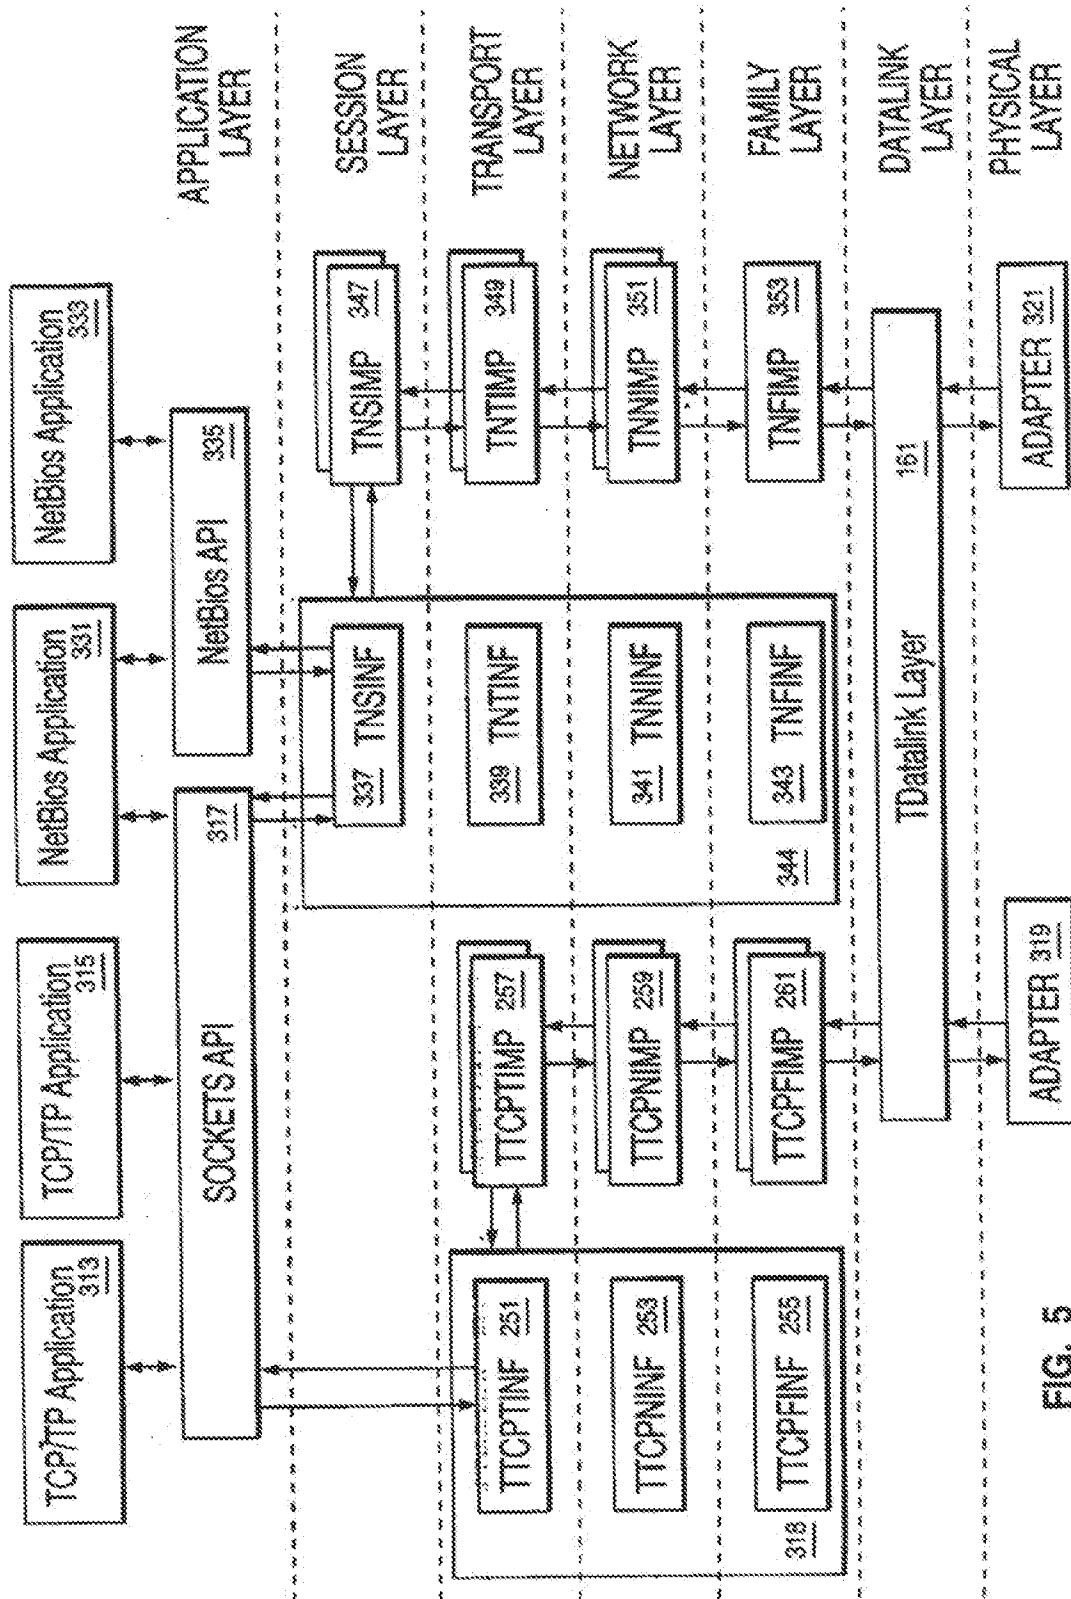 TCP/TP Application
313
TCP/TP Application
315
NetBios Application
331
NetBios Application
333
APPLICATION
LAYER
SOCKETS API
317
NetBios API
335
SESSION
LAYER
337 TNSINF
TNSIMP 347
TRANSPORT
LAYER
TTCPTINF 251
TTCPTIMP 257
339 TNTINF
TNTIMP 349
NETWORK
LAYER
TTCPNINF 253
TTCPNIMP 259
341 TNNINF
TNNIMP 351
FAMILY
LAYER
318
TTCPFINF 255
TTCPFIMP 261
344
343 TNFINF
TNFIMP 353
DATALINK
LAYER
TDatalink Layer 161
PHYSICAL
LAYER
ADAPTER 319
ADAPTER 321
FIG. 5